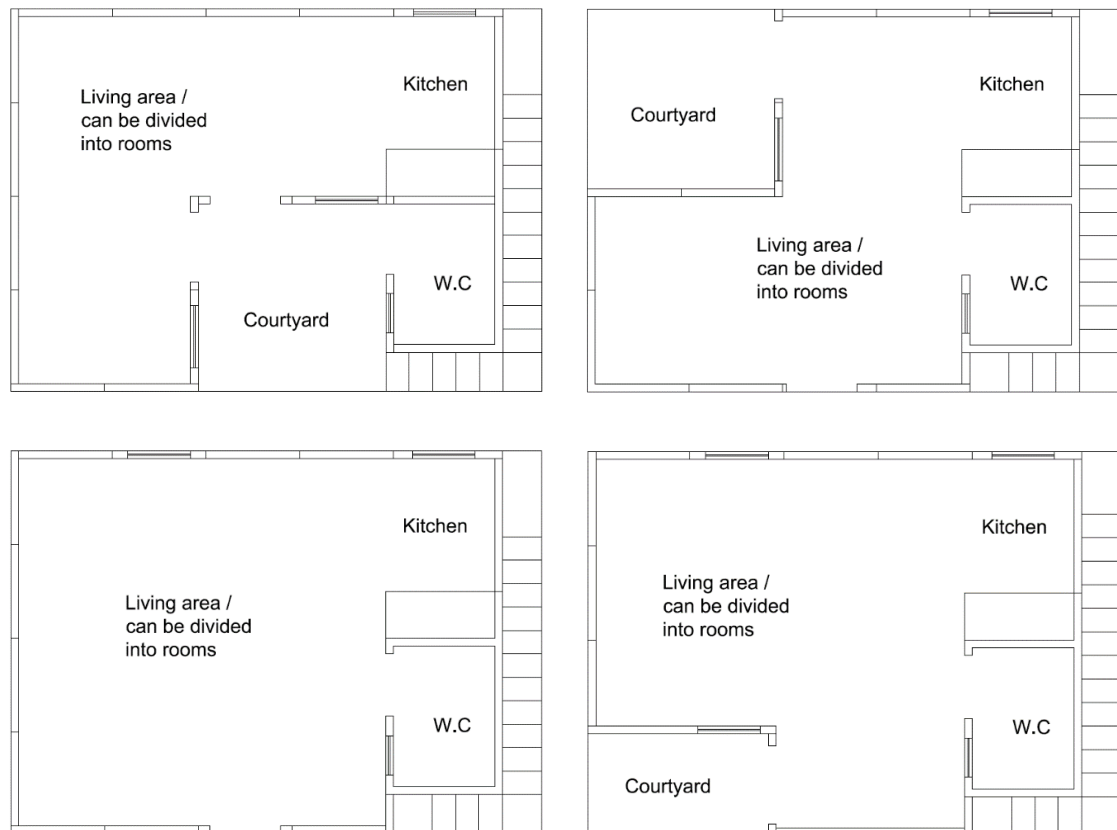 Living area /
can be divided
into rooms
Kitchen
W.C
Courtyard
Courtyard
Kitchen
Living area /
can be divided
into rooms
W.C
Kitchen
Living area /
can be divided
into rooms
W.C
Kitchen
Living area /
can be divided
into rooms
W.C
Courtyard